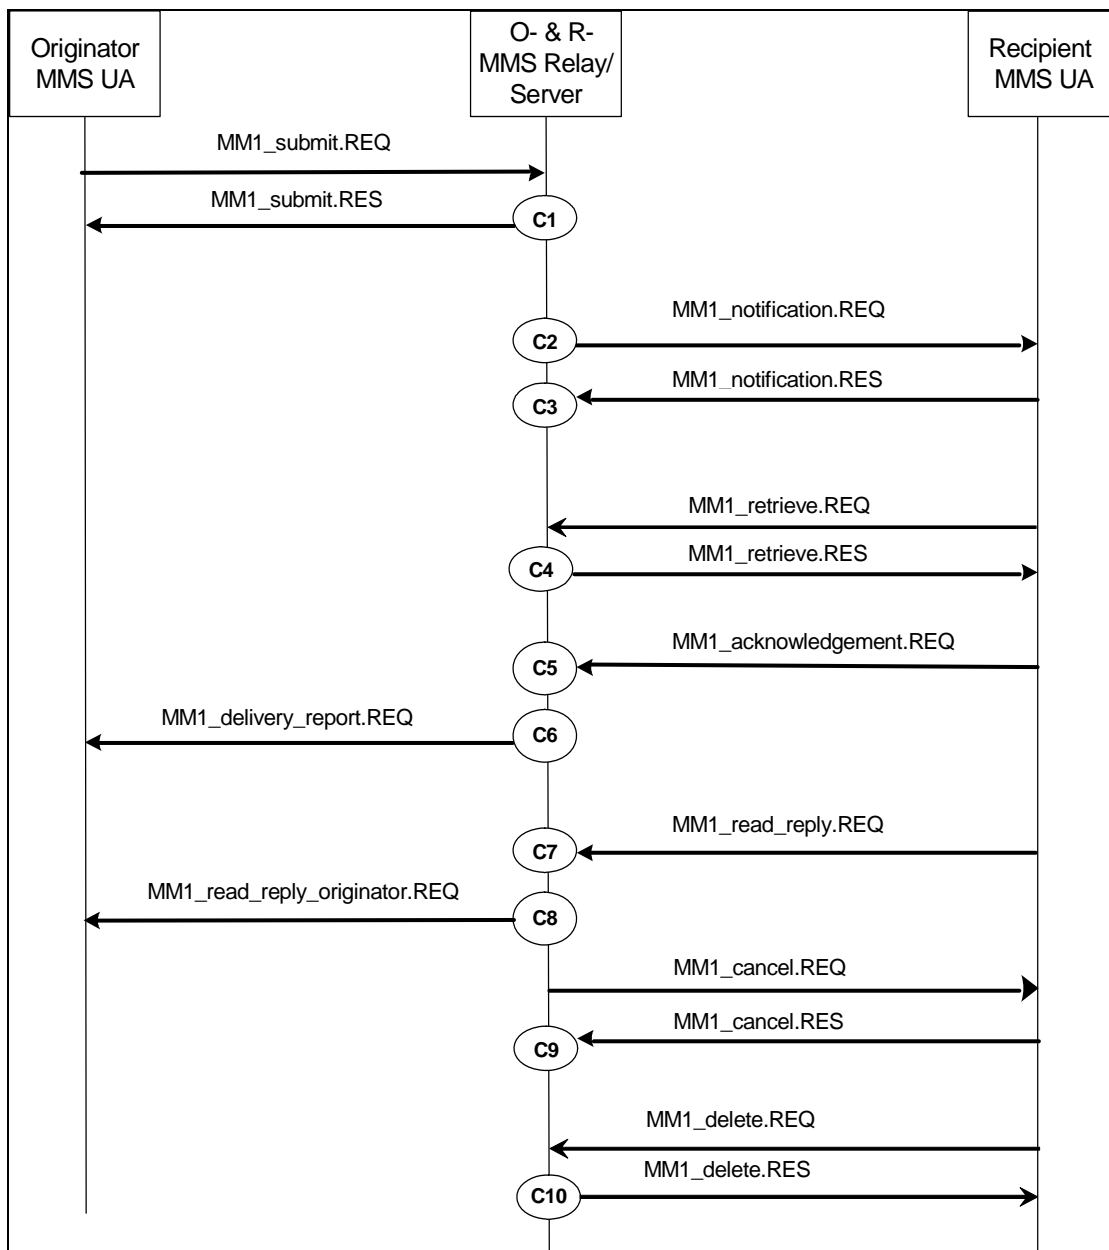 Originator
MMS UA
O- & R-
MMS Relay/
Server
Recipient
MMS UA
MM1_submit.REQ
MM1_submit.RES
C1
MM1_notification.REQ
C2
MM1_notification.RES
C3
MM1_retrieve.REQ
MM1_retrieve.RES
C4
MM1_acknowledgement.REQ
C5
MM1_delivery_report.REQ
C6
MM1_read_reply.REQ
C7
MM1_read_reply_originator.REQ
C8
MM1_cancel.REQ
MM1_cancel.RES
C9
MM1_delete.REQ
MM1_delete.RES
C10